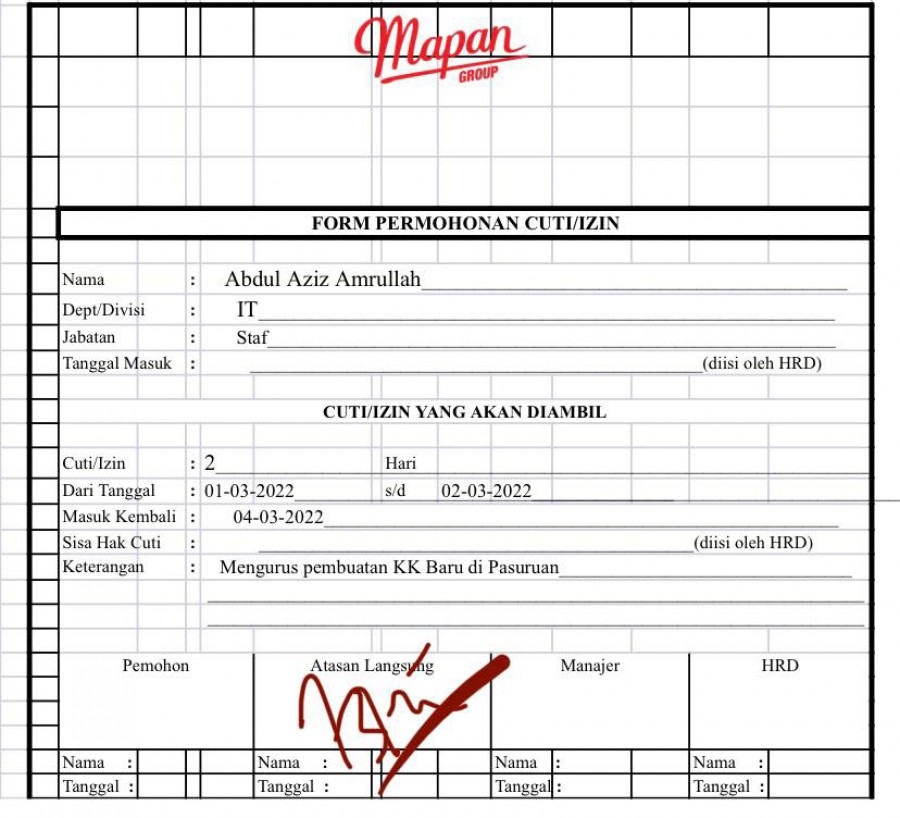 Mapan
GROUP
FORM PERMOHONAN CUTI/IZIN
Nama : Abdul Aziz Amrullah
Dept/Divisi : IT
Jabatan : Staf
Tanggal Masuk : (diisi oleh HRD)
CUTI/IZIN YANG AKAN DIAMBIL
Cuti/Izin : 2 Hari
Dari Tanggal : 01-03-2022 s/d 02-03-2022
Masuk Kembali : 04-03-2022
Sisa Hak Cuti : (diisi oleh HRD)
Keterangan : Mengurus pembuatan KK Baru di Pasuruan
Pemohon Atasan Langsung Manajer HRD
Nama : Nama : Nama : Nama :
Tanggal : Tanggal : Tanggal : Tanggal :